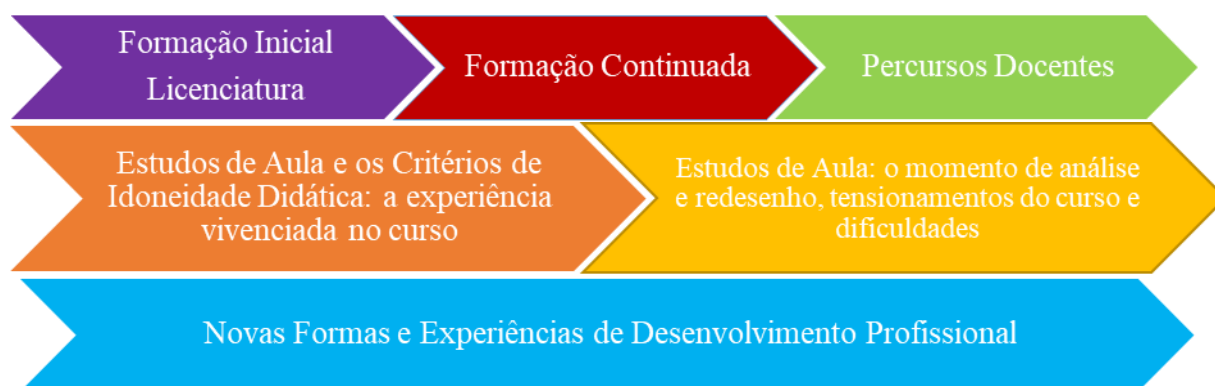 Formação Inicial
Licenciatura
Formação Continuada
Percursos Docentes
Estudos de Aula e os Critérios de
Idoneidade Didática: a experiência
vivenciada no curso
Estudos de Aula: o momento de análise
e redesenho, tensionamentos do curso e
dificuldades
Novas Formas e Experiências de Desenvolvimento Profissional